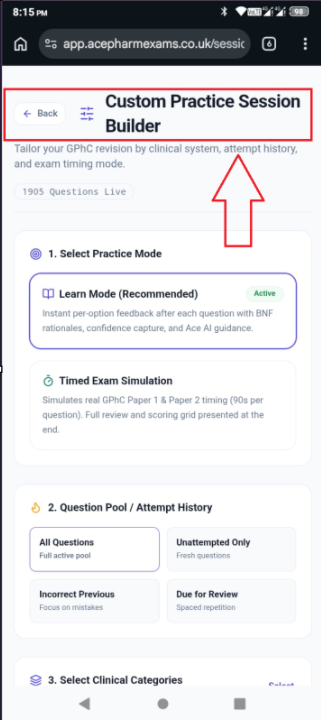 8:15 PM
98
app.acepharmexams.co.uk/sessic
6
Back
Custom Practice Session
Builder
Tailor your GPhC revision by clinical system, attempt history,
and exam timing mode.
1905 Questions Live
1. Select Practice Mode
Learn Mode (Recommended)
Active
Instant per-option feedback after each question with BNF
rationales, confidence capture, and Ace AI guidance.
Timed Exam Simulation
Simulates real GPhC Paper 1 & Paper 2 timing (90s per
question). Full review and scoring grid presented at the
end.
2. Question Pool / Attempt History
All Questions
Full active pool
Unattempted Only
Fresh questions
Incorrect Previous
Focus on mistakes
Due for Review
Spaced repetition
3. Select Clinical Categories
Select